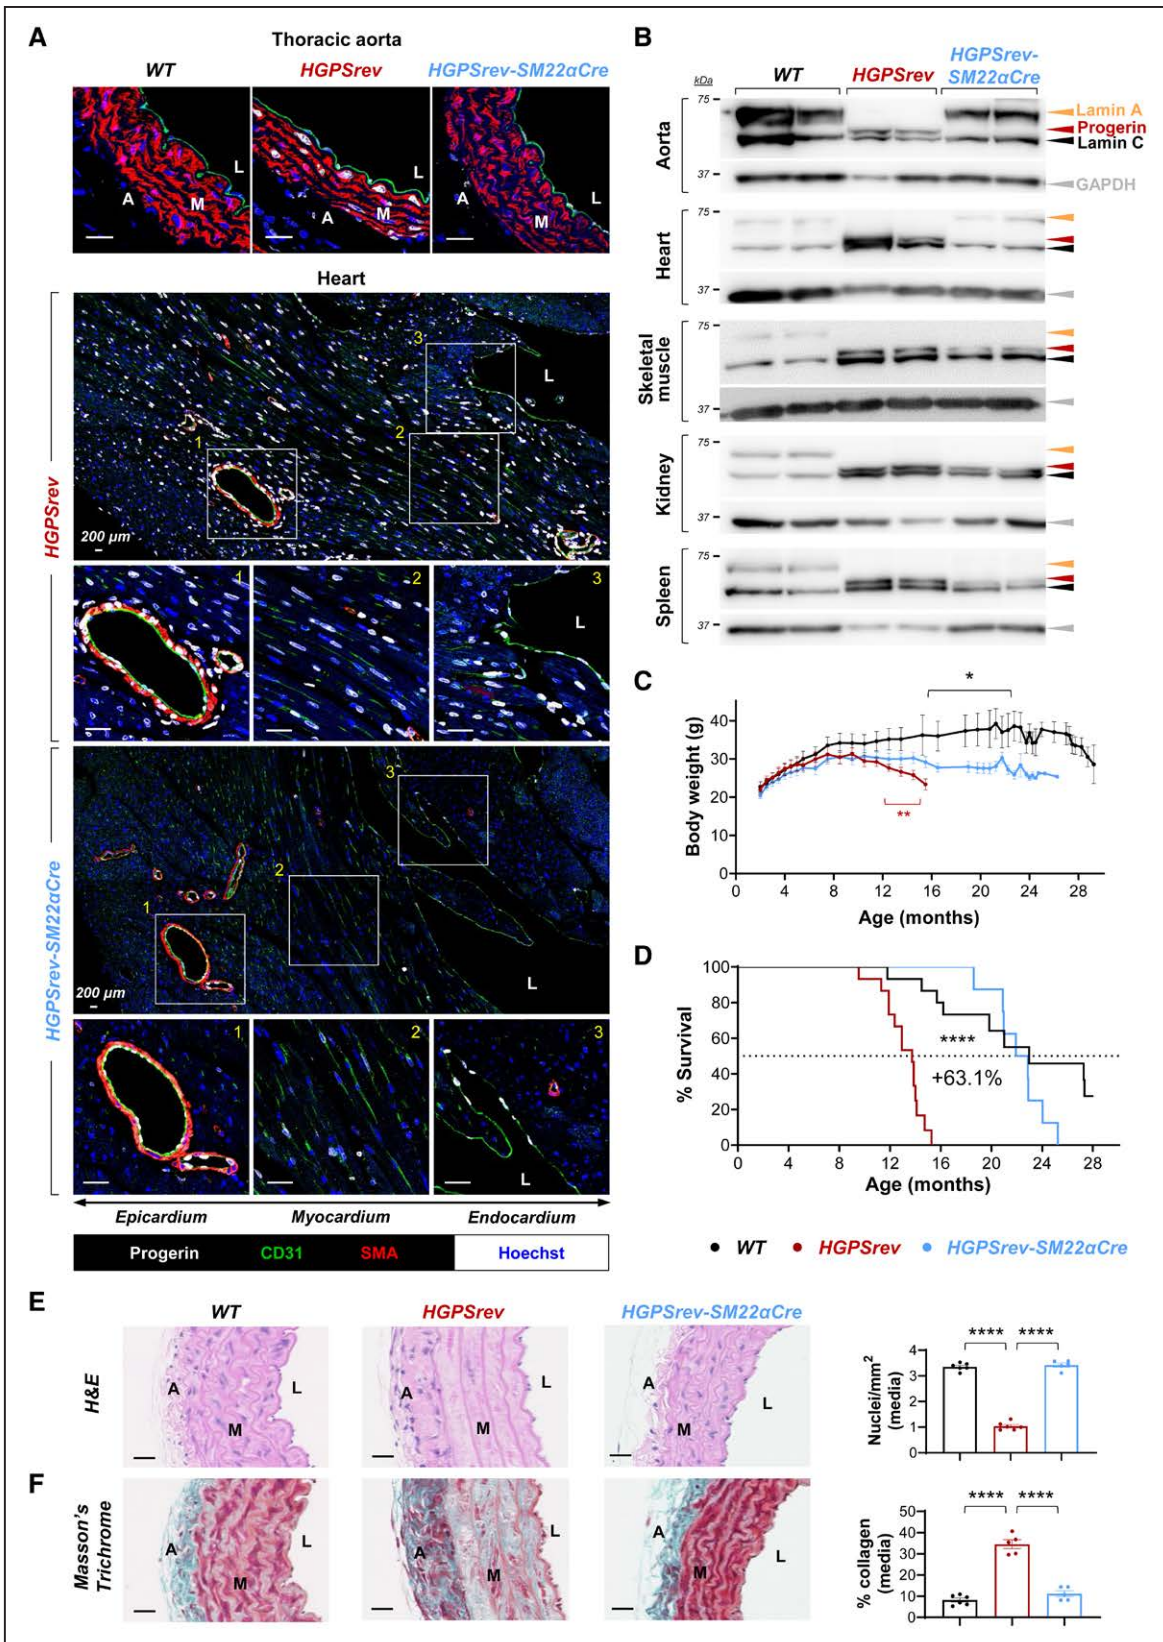 A
Thoracic aorta
WT
HGPSrev
HGPSrev-SM22αCre
L
L
L
A
M
A
M
A
M
Heart
HGPSrev
3
L
2
1
200 µm
1
2
3
L
HGPSrev-SM22αCre
3
2
1
L
200 µm
1
2
3
L
Epicardium
Myocardium
Endocardium
Progerin
CD31
SMA
Hoechst
B
kDa
WT
HGPSrev
HGPSrev-
SM22αCre
Aorta
75
37
Lamin A
Progerin
Lamin C
GAPDH
Heart
75
37
Skeletal
muscle
75
37
Kidney
75
37
Spleen
75
37
C
*
Body weight (g)
40
30
20
10
0
**
0
4
8
12
16
20
24
28
Age (months)
D
% Survival
100
80
60
40
20
0
****
+63.1%
0
4
8
12
16
20
24
28
Age (months)
WT
HGPSrev
HGPSrev-SM22αCre
E
WT
HGPSrev
HGPSrev-SM22αCre
H&E
A
M
L
A
M
L
A
M
L
Nuclei/mm2
(media)
4
3
2
1
0
****
****
F
Masson's
Trichrome
A
M
L
A
M
L
A
M
L
% collagen
(media)
50
40
30
20
10
0
****
****